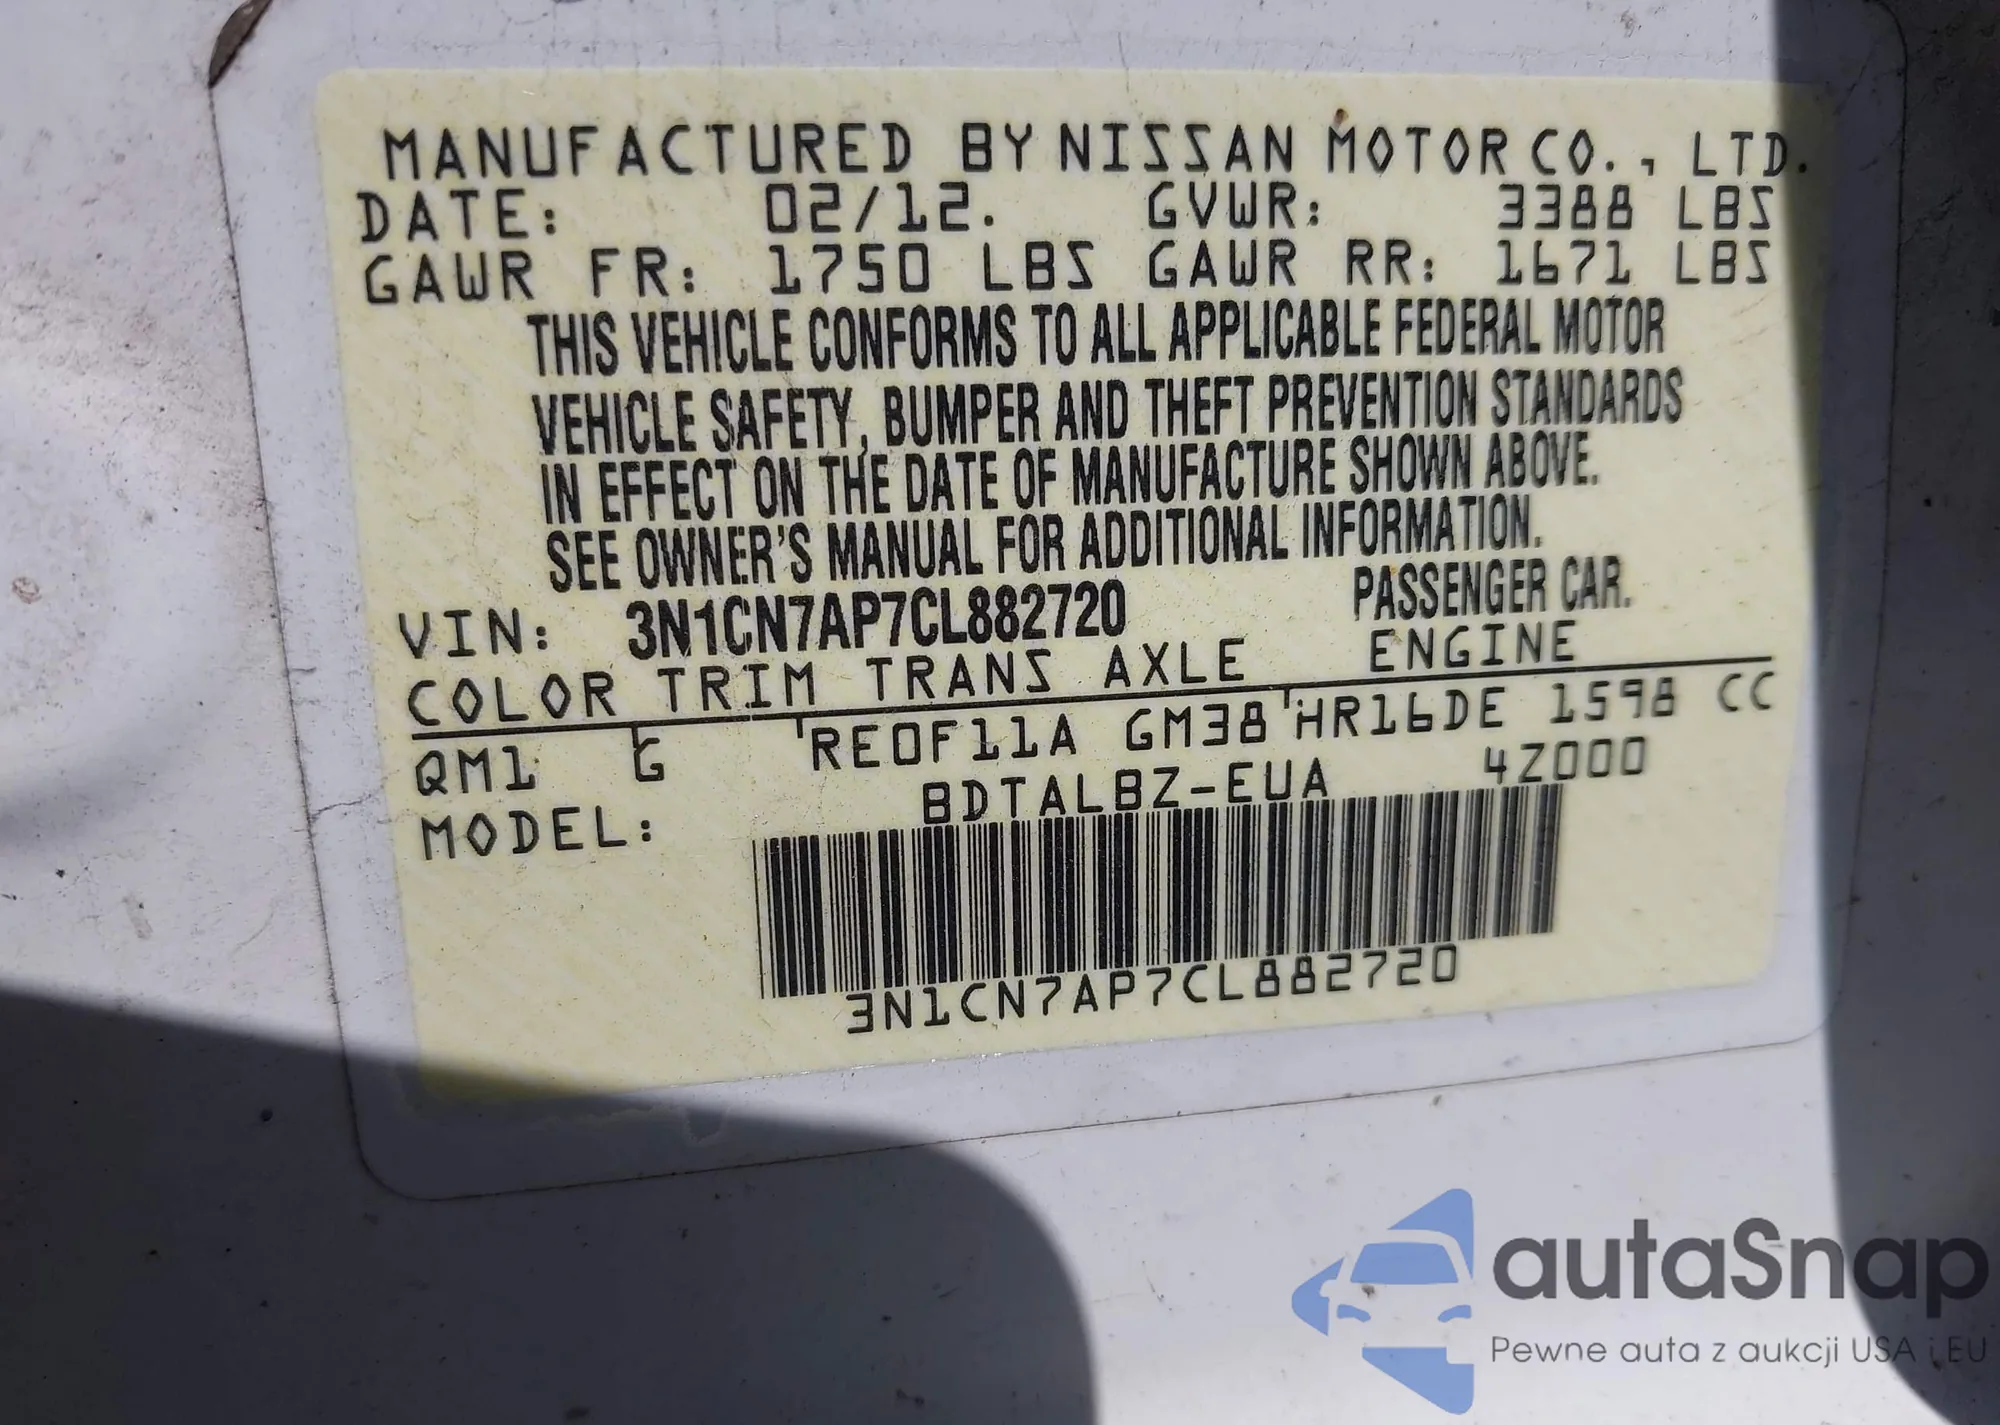 MANUFACTURED BY NISSAN MOTOR CO., LTD.
DATE: 02/12. GVWR: 3388 LBS
GAWR FR: 1750 LBS GAWR RR: 1671 LBS
THIS VEHICLE CONFORMS TO ALL APPLICABLE FEDERAL MOTOR
VEHICLE SAFETY, BUMPER AND THEFT PREVENTION STANDARDS
IN EFFECT ON THE DATE OF MANUFACTURE SHOWN ABOVE.
SEE OWNER'S MANUAL FOR ADDITIONAL INFORMATION.
VIN: 3N1CN7AP7CL882720 PASSENGER CAR.
COLOR TRIM TRANS AXLE ENGINE
QM1 G RE0F11A GM38 HR16DE 1598 CC
MODEL: BDTALBZ-EUA 4Z000
3N1CN7AP7CL882720
autaSnap
Pewne auta z aukcji USA i EU